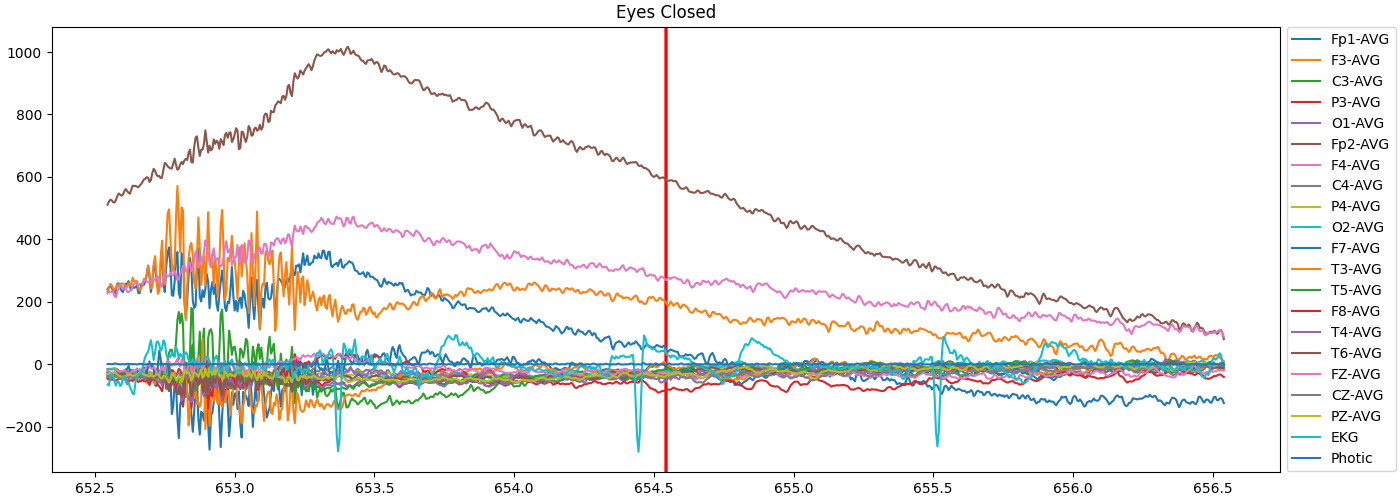 Eyes Closed
1000
800
600
400
200
0
−200
652.5 653.0 653.5 654.0 654.5 655.0 655.5 656.0 656.5
Fp1-AVG
F3-AVG
C3-AVG
P3-AVG
O1-AVG
Fp2-AVG
F4-AVG
C4-AVG
P4-AVG
O2-AVG
F7-AVG
T3-AVG
T5-AVG
F8-AVG
T4-AVG
T6-AVG
FZ-AVG
CZ-AVG
PZ-AVG
EKG
Photic